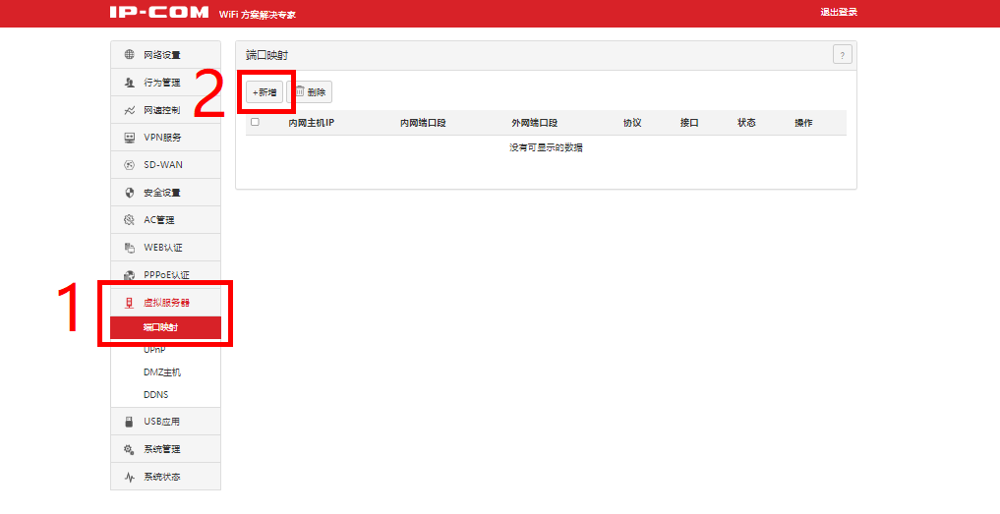 IP-COM WiFi 方案解决专家 退出登录
网络设置
行为管理
网速控制
VPN服务
SD-WAN
安全设置
AC管理
WEB认证
PPPoE认证
虚拟服务器
端口映射
UPnP
DMZ主机
DDNS
USB应用
系统管理
系统状态
1
端口映射 ?
2
+新增 删除
内网主机IP 内网端口段 外网端口段 协议 接口 状态 操作
没有可显示的数据